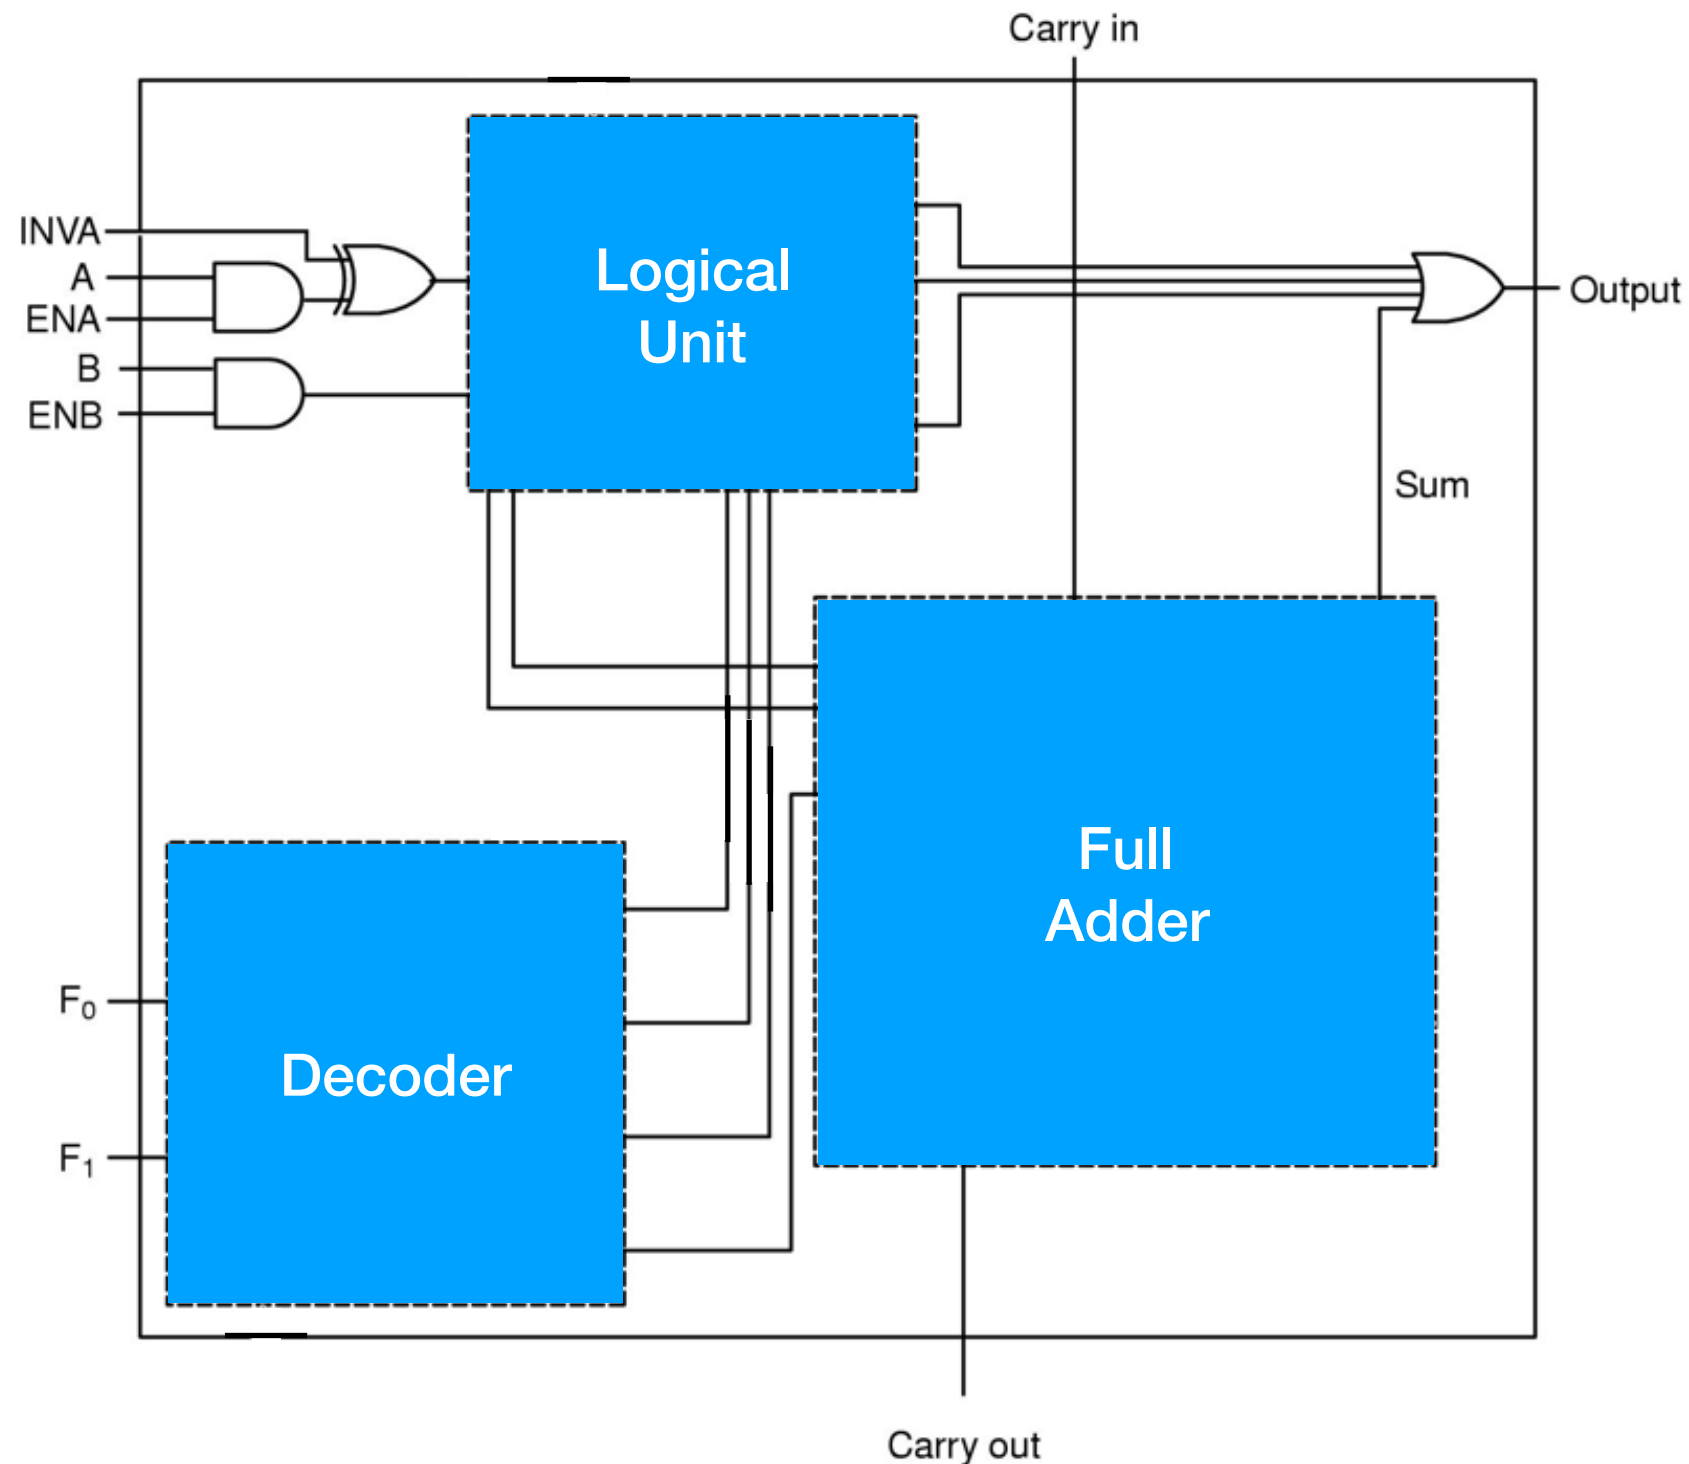 Carry in
INVA
A
ENA
B
ENB
Logical
Unit
Output
Sum
Full
Adder
F0
Decoder
F1
Carry out